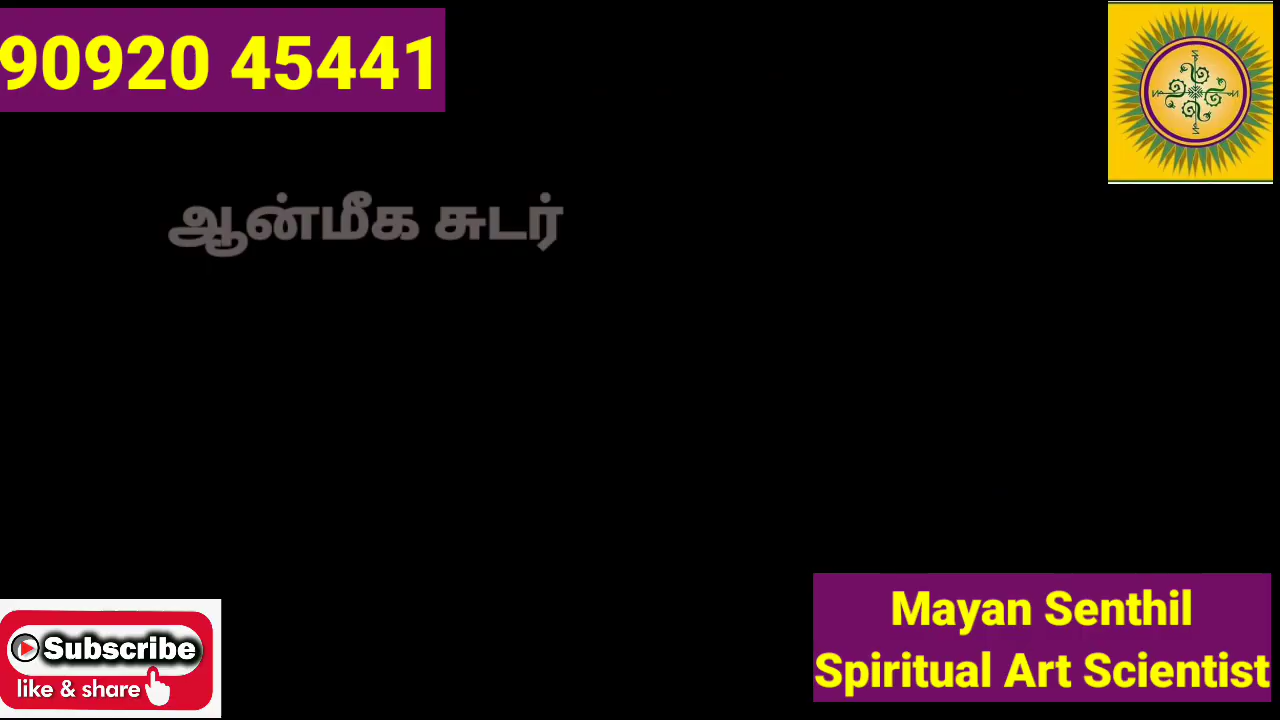 90920 45441
ஆன்மீக சுடர்
Subscribe
like & share
Mayan Senthil
Spiritual Art Scientist